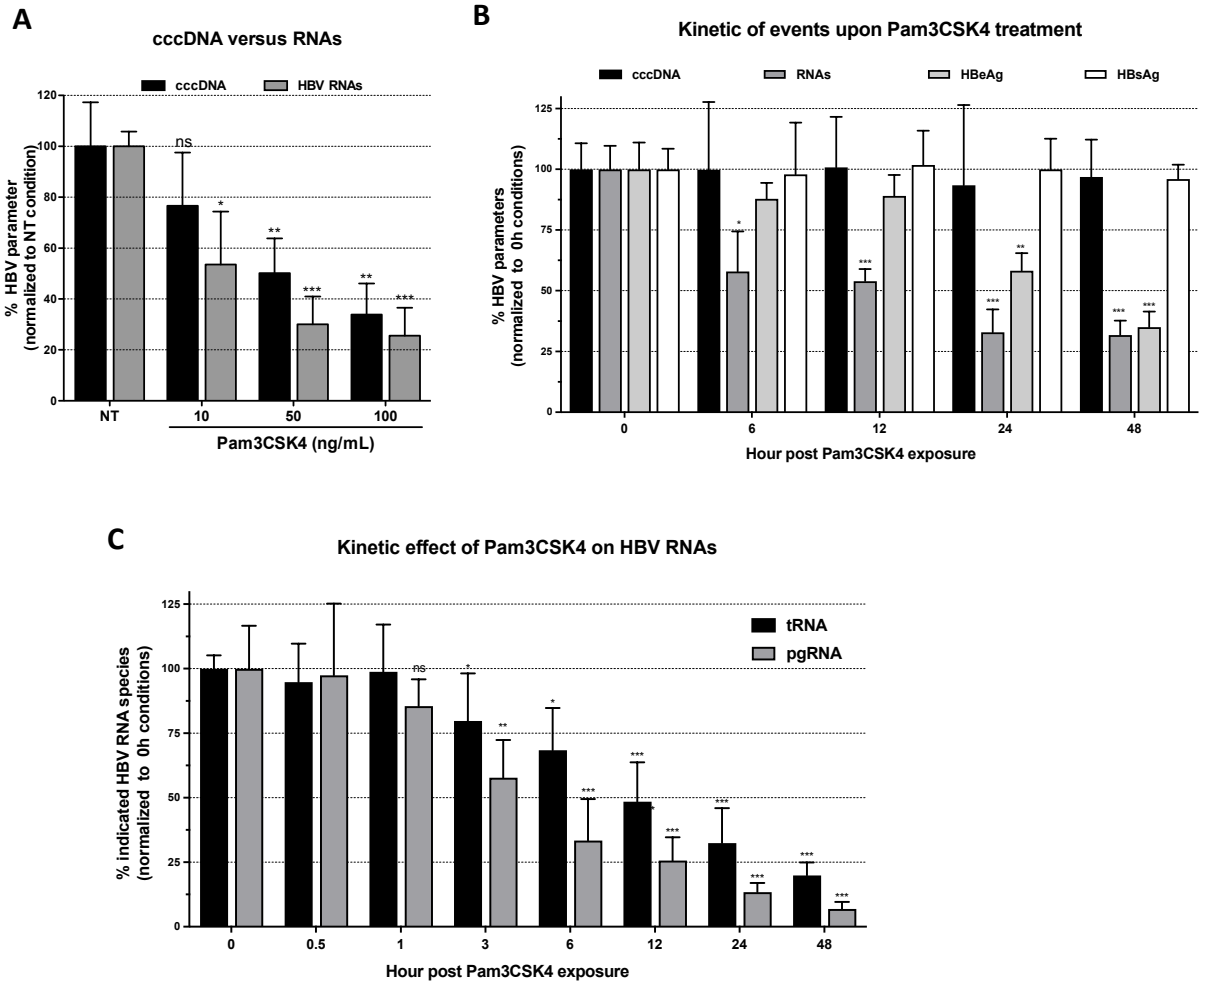 A
cccDNA versus RNAs
cccDNA HBV RNAs
% HBV parameter
(normalized to NT condition)
120
100
80
60
40
20
0
ns
*
**
***
**
***
NT 10 50 100
Pam3CSK4 (ng/mL)
B
Kinetic of events upon Pam3CSK4 treatment
cccDNA RNAs HBeAg HBsAg
% HBV parameters
(normalized to 0h conditions)
125
100
75
50
25
0
*
***
***
**
***
***
0 6 12 24 48
Hour post Pam3CSK4 exposure
C
Kinetic effect of Pam3CSK4 on HBV RNAs
tRNA
pgRNA
% indicated HBV RNA species
(normalized to 0h conditions)
125
100
75
50
25
0
ns
*
**
*
***
***
*
***
***
***
***
***
0 0.5 1 3 6 12 24 48
Hour post Pam3CSK4 exposure